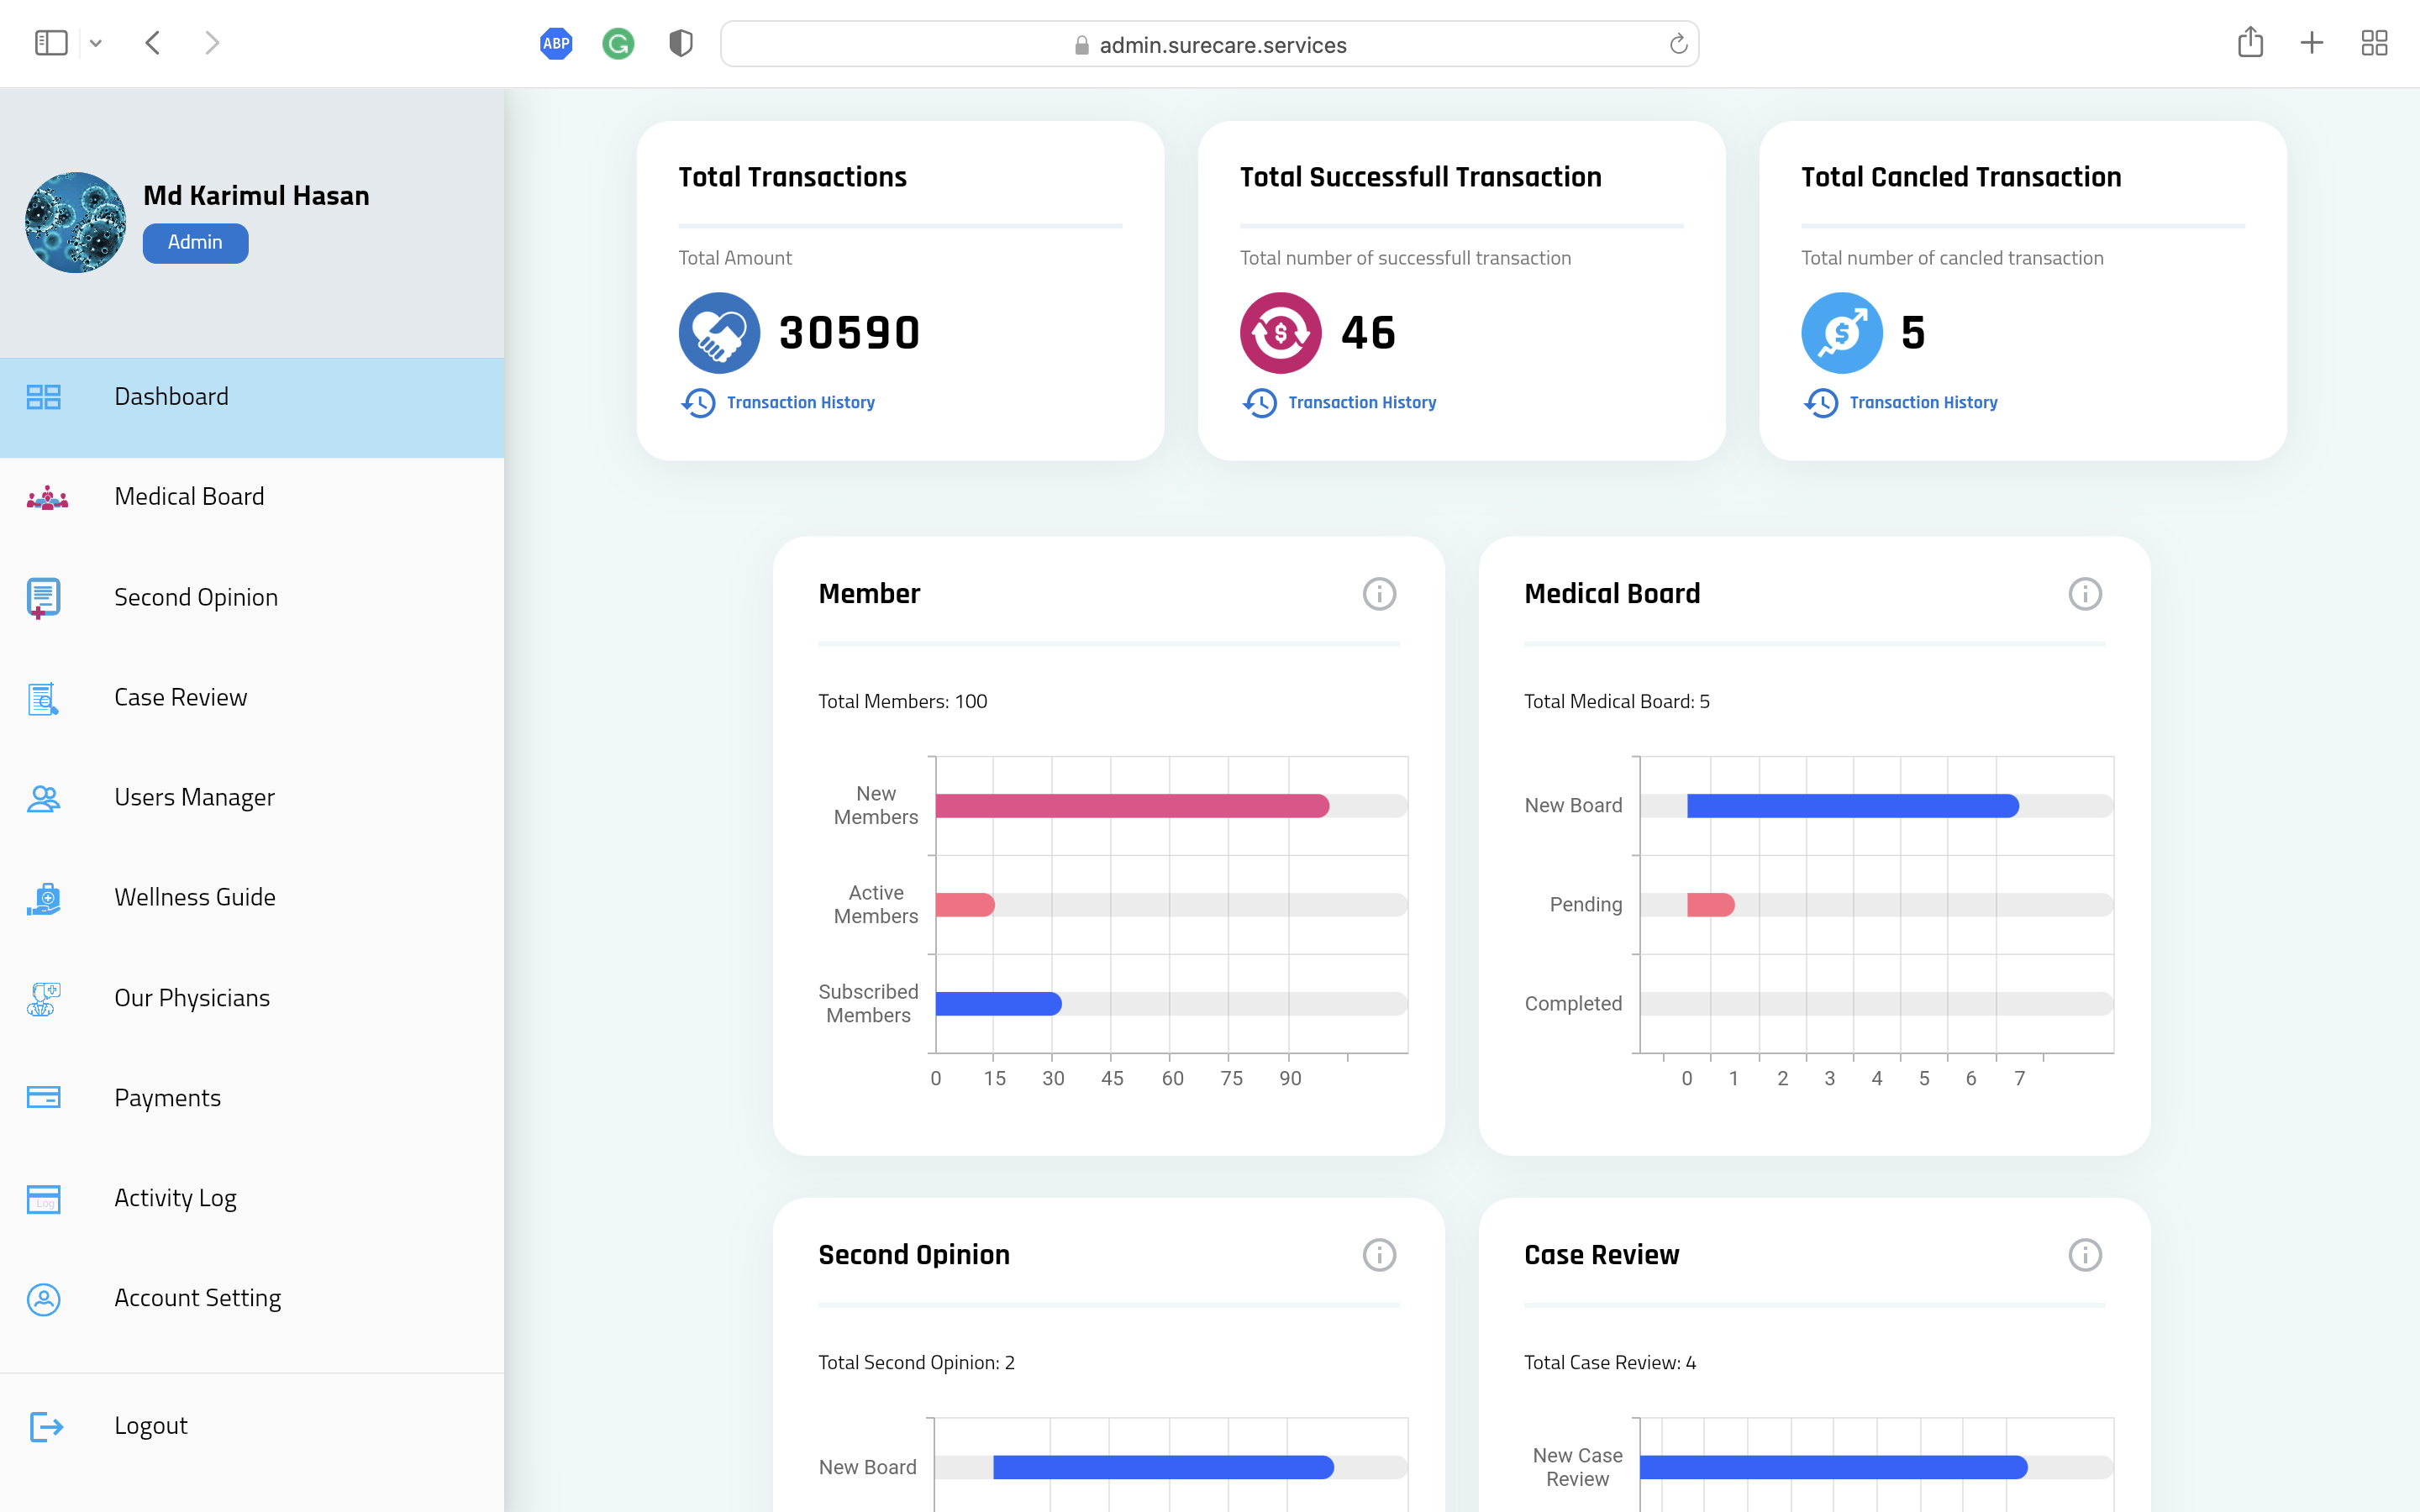 ABP
admin.surecare.services
Md Karimul Hasan
Admin
Dashboard
Medical Board
Second Opinion
Case Review
Users Manager
Wellness Guide
Our Physicians
Payments
Log
Activity Log
Account Setting
Logout
Total Transactions
Total Amount
30590
Transaction History
Total Successfull Transaction
Total number of successfull transaction
$
46
Transaction History
Total Cancled Transaction
Total number of cancled transaction
$
5
Transaction History
Member
Total Members: 100
New
Members
Active
Members
Subscribed
Members
0 15 30 45 60 75 90
Medical Board
Total Medical Board: 5
New Board
Pending
Completed
0 1 2 3 4 5 6 7
Second Opinion
Total Second Opinion: 2
New Board
Case Review
Total Case Review: 4
New Case
Review